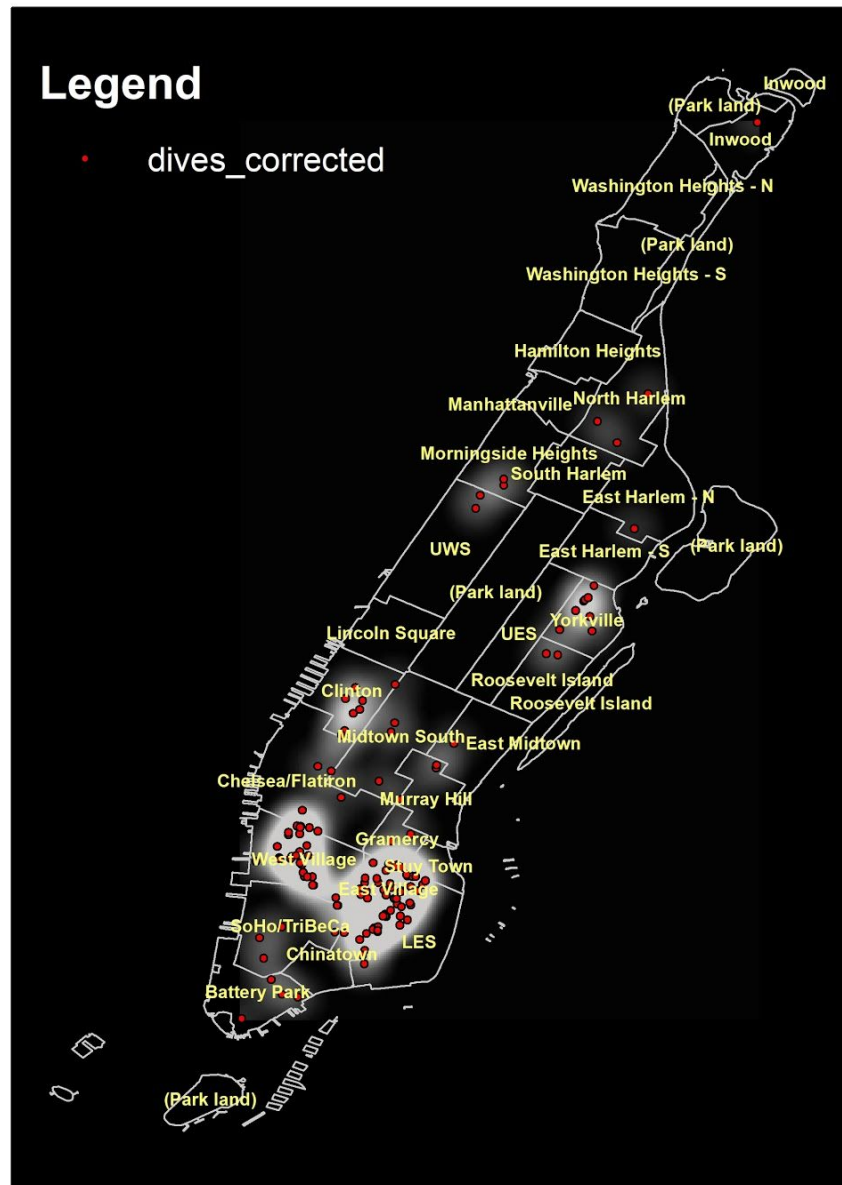 Legend
dives_corrected
Inwood
(Park land)
Inwood
Washington Heights - N
(Park land)
Washington Heights - S
Hamilton Heights
North Harlem
Manhattanville
Morningside Heights
South Harlem
East Harlem - N
East Harlem - S
(Park land)
UWS
(Park land)
Yorkville
Lincoln Square
UES
Roosevelt Island
Clinton
Roosevelt Island
Midtown South
East Midtown
Chelsea/Flatiron
Murray Hill
Gramercy
West Village
Stuy Town
East Village
SoHo/TriBeCa
LES
Chinatown
Battery Park
(Park land)